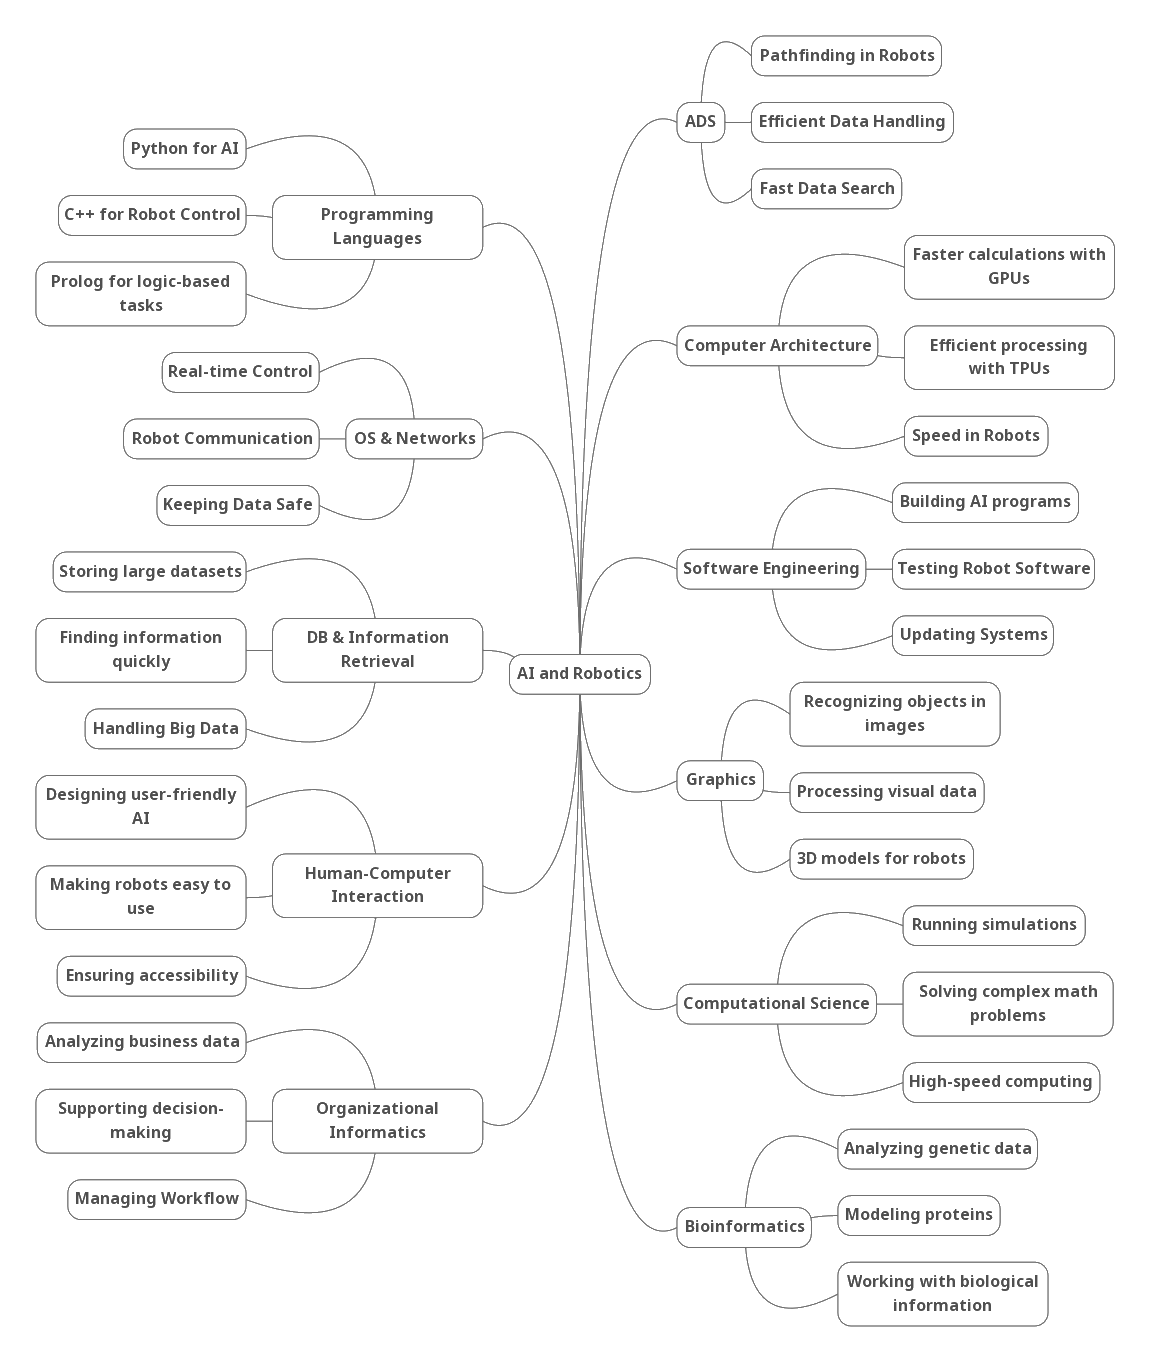 AI and Robotics
ADS
Pathfinding in Robots
Efficient Data Handling
Fast Data Search
Computer Architecture
Faster calculations with
GPUs
Efficient processing
with TPUs
Speed in Robots
Software Engineering
Building AI programs
Testing Robot Software
Updating Systems
Graphics
Recognizing objects in
images
Processing visual data
3D models for robots
Computational Science
Running simulations
Solving complex math
problems
High-speed computing
Bioinformatics
Analyzing genetic data
Modeling proteins
Working with biological
information
Programming
Languages
Python for AI
C++ for Robot Control
Prolog for logic-based
tasks
OS & Networks
Real-time Control
Robot Communication
Keeping Data Safe
DB & Information
Retrieval
Storing large datasets
Finding information
quickly
Handling Big Data
Human-Computer
Interaction
Designing user-friendly
AI
Making robots easy to
use
Ensuring accessibility
Organizational
Informatics
Analyzing business data
Supporting decision-
making
Managing Workflow